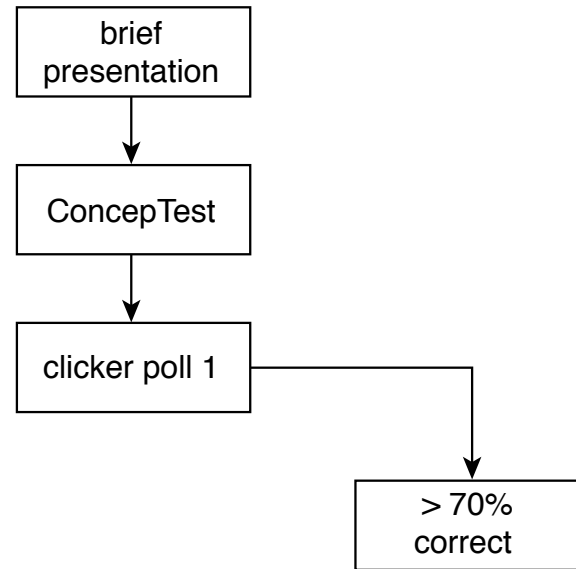 brief
presentation
ConcepTest
clicker poll 1
> 70%
correct